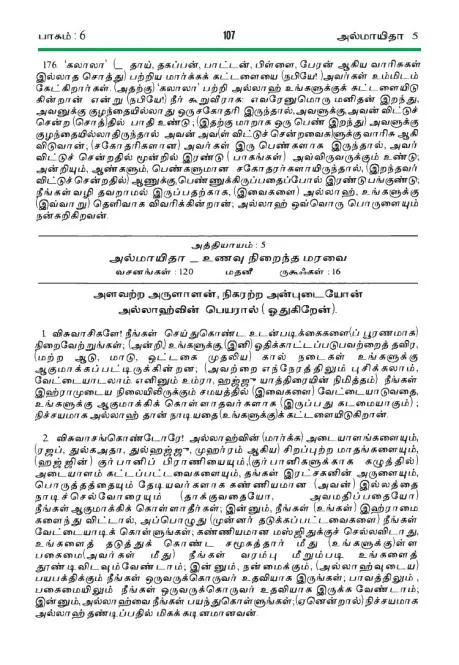 பாகம் : 6 107 அல்மாயிதா 5
176. 'கலாலா' (_ தாய், தகப்பன், பாட்டன், பிள்ளை, பேரன் ஆகிய வாரிசுகள்
இல்லாத சொத்து) பற்றிய மார்க்கக் கட்டளையை (நபியே!)அவர்கள் உம்மிடம்
கேட்கிறார்கள். (அதற்கு) 'கலாலா' பற்றி அல்லாஹ் உங்களுக்குக் கட்டளையிடு
கின்றான் என்று (நபியே!) நீர் கூறுவீராக: எவரேனுமொரு மனிதன் இறந்து,
அவனுக்கு குழந்தையில்லாது ஒருசகோதரி இருந்தால்,அவளுக்கு,அவன் விட்டுச்
சென்ற (சொத்தில்) பாதி உண்டு ; (இதற்கு மாறாக ஒரு பெண் இறந்து) அவளுக்கு
குழந்தையில்லாதிருந்தால் அவன் அவ(ள் விட்டுச் சென்றவைக)ளுக்கு வாரிசு ஆகி
விடுவான் ; (சகோதரிகளான) அவர்கள் இரு பெண்களாக இருந்தால், அவர்
விட்டுச் சென்றதில் மூன்றில் இரண்டு ( பாகங்கள்) அவ்விருவருக்கும் உண்டு;
அன்றியும், ஆண்களும், பெண்களுமான சகோதரர்களாயிருந்தால், (இறந்தவர்
விட்டுச் சென்றதில்) ஆணுக்கு,பெண்ணுக்கிருப்பதைப்போல் இரண்டு பங்குண்டு;
நீங்கள்வழி தவறாமல் இருப்பதற்காக, (இவைகளை) அல்லாஹ், உங்களுக்கு
(இவ்வாறு) தெளிவாக விவரிக்கின்றான்; அல்லாஹ் ஒவ்வொரு பொருளையும்
நன்கறிகிறவன்.
அத்தியாயம் : 5
அல்மாயிதா _ உணவு நிறைந்த மரவை
வசனங்கள் : 120 மதனீ ருகூஃகள் : 16
அளவற்ற அருளாளன், நிகரற்ற அன்புடையோன்
அல்லாஹ்வின் பெயரால் ( ஓதுகிறேன்).
1. விசுவாசிகளே! நீங்கள் செய்துகொண்ட உடன்படிக்கைகளை(ப் பூரணமாக)
நிறைவேற்றுங்கள்; (அன்றி,) உங்களுக்கு, (இனி) ஓதிக்காட்டப்படுபவற்றைத் தவிர,
(மற்ற ஆடு, மாடு, ஒட்டகை முதலிய) கால் நடைகள் உங்களுக்கு
ஆகுமாக்கப்பட்டிருக்கின்றன; (அவற்றை எந்நேரத்திலும் புசிக்கலாம்,
வேட்டையாடலாம். எனினும் உம்ரா, ஹஜ்ஜு யாத்திரையின் நிமித்தம்) நீங்கள்
இஹ்ராமுடைய நிலையிலிருக்கும் சமயத்தில் (இவைகளை) வேட்டையாடுவதை,
உங்களுக்கு ஆகுமாக்கிக் கொள்ளாதவர்களாக (இருப்பது கடமையாகும்) ;
நிச்சயமாக அல்லாஹ் தான் நாடியதை(உங்களுக்கு)க் கட்டளையிடுகிறான்.
2. விசுவாசங்கொண்டோரே! அல்லாஹ்வின் (மார்க்க) அடையாளங்களையும்,
(ரஜப், துல்கஅதா, துல்ஹஜ்ஜு, முஹர்ரம் ஆகிய) சிறப்புற்ற மாதங்களையும்,
(ஹஜ்ஜின் ) குர்பானிப் பிராணியையும்,(குர்பானிகளுக்காக கழுத்தில்)
அடையாளம் கட்டப்பட்டவைகளையும், தங்கள் இரட்சகனின் அருளையும்,
பொருத்தத்தையும் தேடியவர்களாக கண்ணியமான (அவன்) இல்லத்தை
நாடிச்செல்வோரையும் (தாக்குவதையோ, அவமதிப்பதையோ)
நீங்கள் ஆகுமாக்கிக் கொள்ளாதீர்கள்; இன்னும், நீங்கள் (உங்கள்) இஹ்ராமை
களைந்து விட்டால், அப்பொழுது (முன்னர் தடுக்கப்பட்டவைகளை) நீங்கள்
வேட்டையாடிக் கொள்ளுங்கள்; கண்ணியமான மஸ்ஜிதுக்குச் செல்லவிடாது,
உங்களைத் தடுத்துக் கொண்ட சமூகத்தார் மீது (உங்களுக்கு)ள்ள
பகைமை(அவர்கள் மீது) நீங்கள் வரம்பு மீறும்படி உங்களைத்
தூண்டிவிடவும்வேண்டாம்; இன்னும், நன்மைக்கும், (அல்லாஹ்வுடைய)
பயபக்திக்கும் நீங்கள் ஒருவருக்கொருவர் உதவியாக இருங்கள்; பாவத்திலும் ,
பகைமையிலும் நீங்கள் ஒருவருக்கொருவர் உதவியாக இருக்க வேண்டாம்;
இன்னும்,அல்லாஹ்வை நீங்கள் பயந்துகொள்ளுங்கள்;(ஏனென்றால்) நிச்சயமாக
அல்லாஹ் தண்டிப்பதில் மிகக் கடினமானவன்.